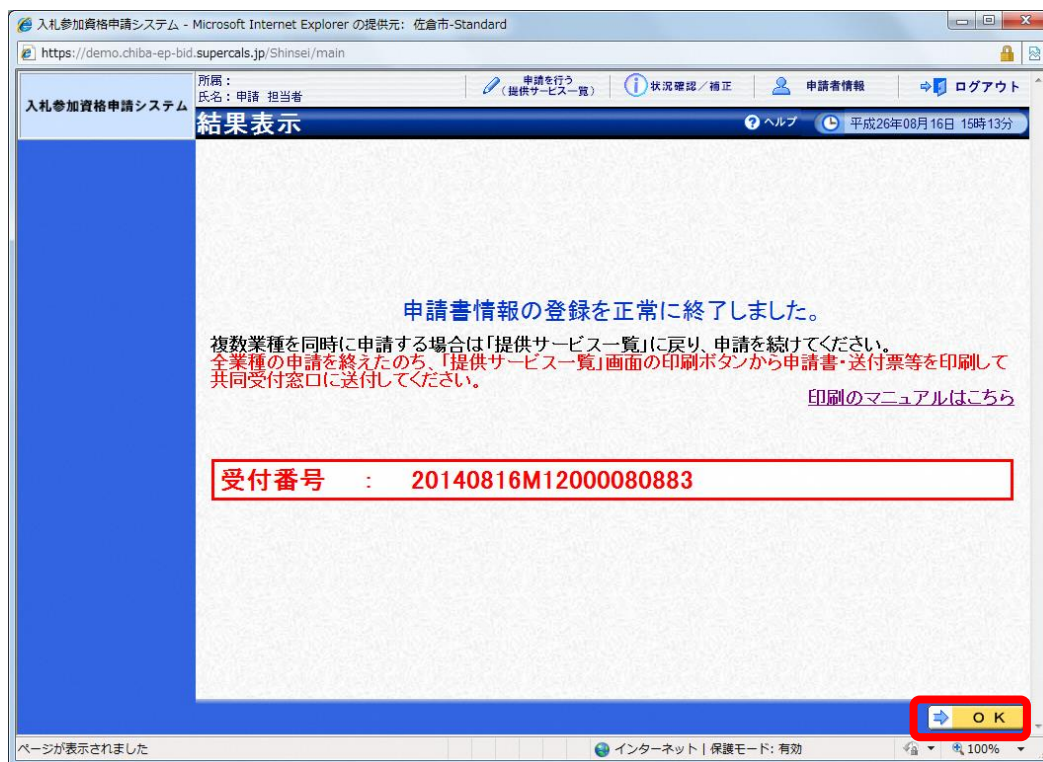 入札参加資格申請システム - Microsoft Internet Explorer の提供元: 佐倉市-Standard
https://demo.chiba-ep-bid.supercals.jp/Shinsei/main
入札参加資格申請システム
所属：
氏名：申請 担当者
申請を行う
(提供サービス一覧)
状況確認／補正
申請者情報
ログアウト
結果表示
ヘルプ
平成26年08月16日 15時13分
申請書情報の登録を正常に終了しました。
複数業種を同時に申請する場合は「提供サービス一覧」に戻り、申請を続けてください。
全業種の申請を終えたのち、「提供サービス一覧」画面の印刷ボタンから申請書・送付票等を印刷して
共同受付窓口に送付してください。
印刷のマニュアルはこちら
受付番号 ： 20140816M12000080883
ＯＫ
ページが表示されました
インターネット | 保護モード: 有効
100%